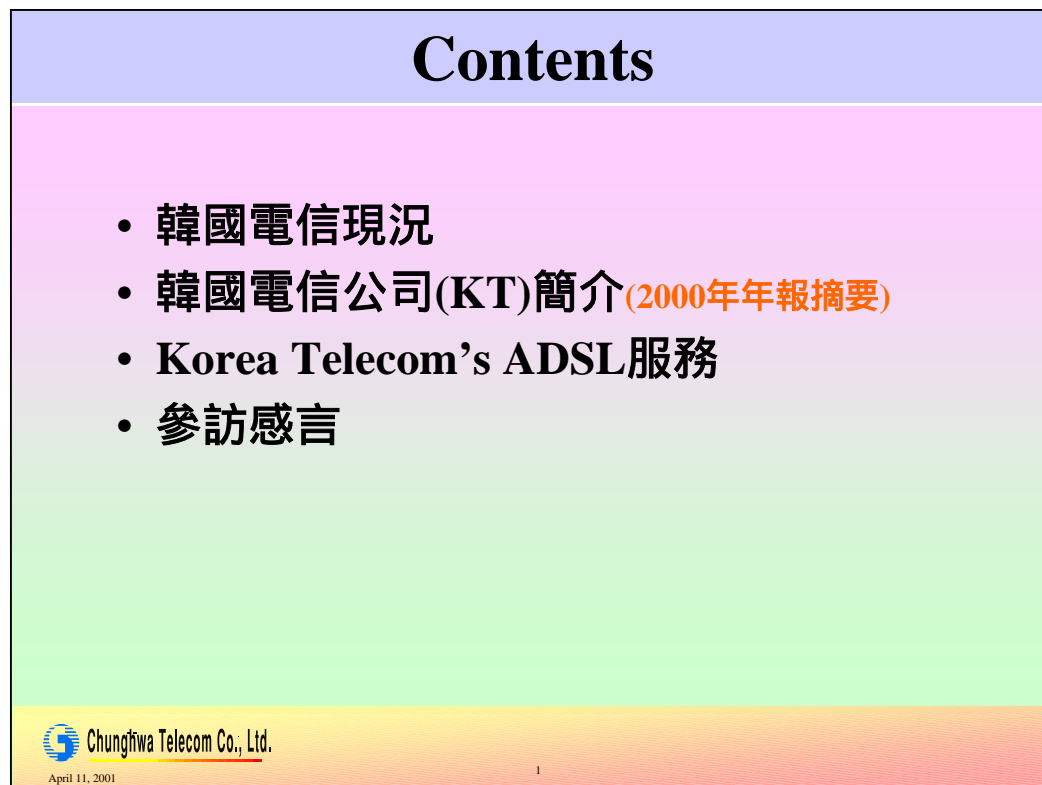 Contents
• 韓國電信現況
• 韓國電信公司(KT)簡介(2000年年報摘要)
• Korea Telecom’s ADSL服務
• 參訪感言
Chunghwa Telecom Co., Ltd.
April 11, 2001
1